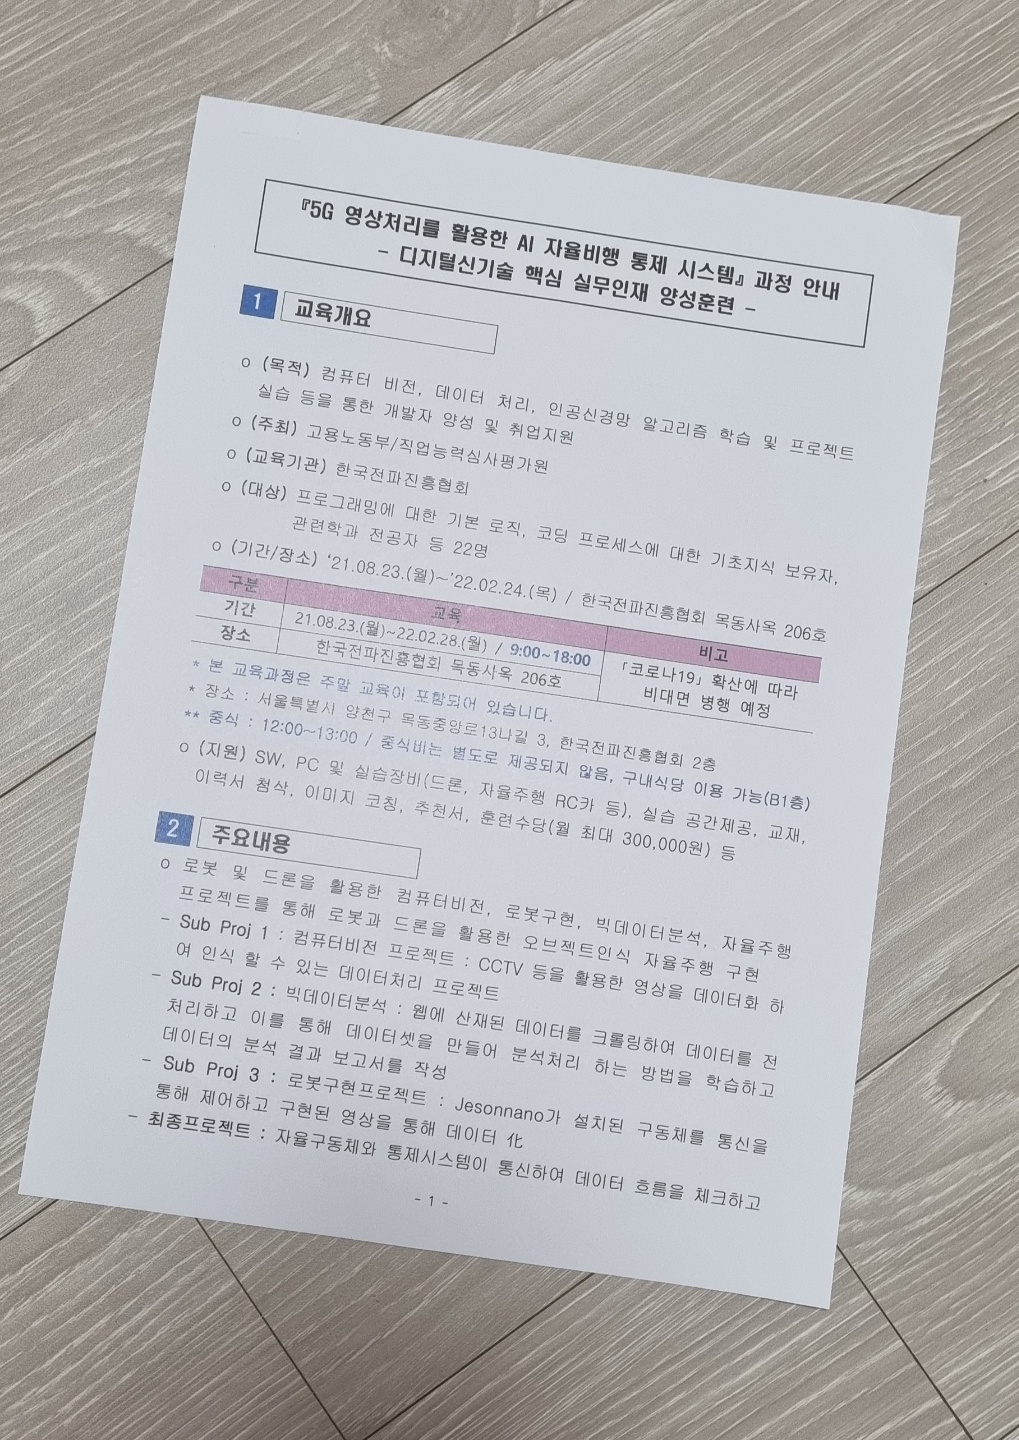 『5G 영상처리를 활용한 AI 자율비행 통제 시스템』 과정 안내
- 디지털신기술 핵심 실무인재 양성훈련 -
1 교육개요
ο (목적) 컴퓨터 비전, 데이터 처리, 인공신경망 알고리즘 학습 및 프로젝트
실습 등을 통한 개발자 양성 및 취업지원
ο (주최) 고용노동부/직업능력심사평가원
ο (교육기관) 한국전파진흥협회
ο (대상) 프로그래밍에 대한 기본 로직, 코딩 프로세스에 대한 기초지식 보유자,
관련학과 전공자 등 22명
ο (기간/장소) ‘21.08.23.(월)~’22.02.24.(목) / 한국전파진흥협회 목동사옥 206호
구분 교육 비고
기간 21.08.23.(월)~22.02.28.(월) / 9:00~18:00 「코로나19」 확산에 따라
장소 한국전파진흥협회 목동사옥 206호 비대면 병행 예정
* 본 교육과정은 주말 교육이 포함되어 있습니다.
* 장소 : 서울특별시 양천구 목동중앙로13나길 3, 한국전파진흥협회 2층
** 중식 : 12:00~13:00 / 중식비는 별도로 제공되지 않음, 구내식당 이용 가능(B1층)
ο (지원) SW, PC 및 실습장비(드론, 자율주행 RC카 등), 실습 공간제공, 교재,
이력서 첨삭, 이미지 코칭, 추천서, 훈련수당(월 최대 300,000원) 등
2 주요내용
ο 로봇 및 드론을 활용한 컴퓨터비전, 로봇구현, 빅데이터분석, 자율주행
프로젝트를 통해 로봇과 드론을 활용한 오브젝트인식 자율주행 구현
- Sub Proj 1 : 컴퓨터비전 프로젝트 : CCTV 등을 활용한 영상을 데이터화 하
여 인식 할 수 있는 데이터처리 프로젝트
- Sub Proj 2 : 빅데이터분석 : 웹에 산재된 데이터를 크롤링하여 데이터를 전
처리하고 이를 통해 데이터셋을 만들어 분석처리 하는 방법을 학습하고
데이터의 분석 결과 보고서를 작성
- Sub Proj 3 : 로봇구현프로젝트 : Jesonnano가 설치된 구동체를 통신을
통해 제어하고 구현된 영상을 통해 데이터 化
- 최종프로젝트 : 자율구동체와 통제시스템이 통신하여 데이터 흐름을 체크하고
- 1 -